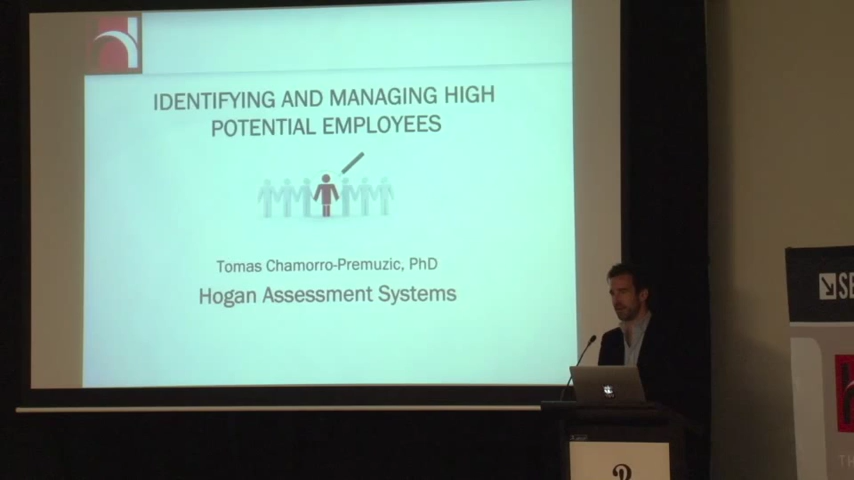 IDENTIFYING AND MANAGING HIGH
POTENTIAL EMPLOYEES
Tomas Chamorro-Premuzic, PhD
Hogan Assessment Systems